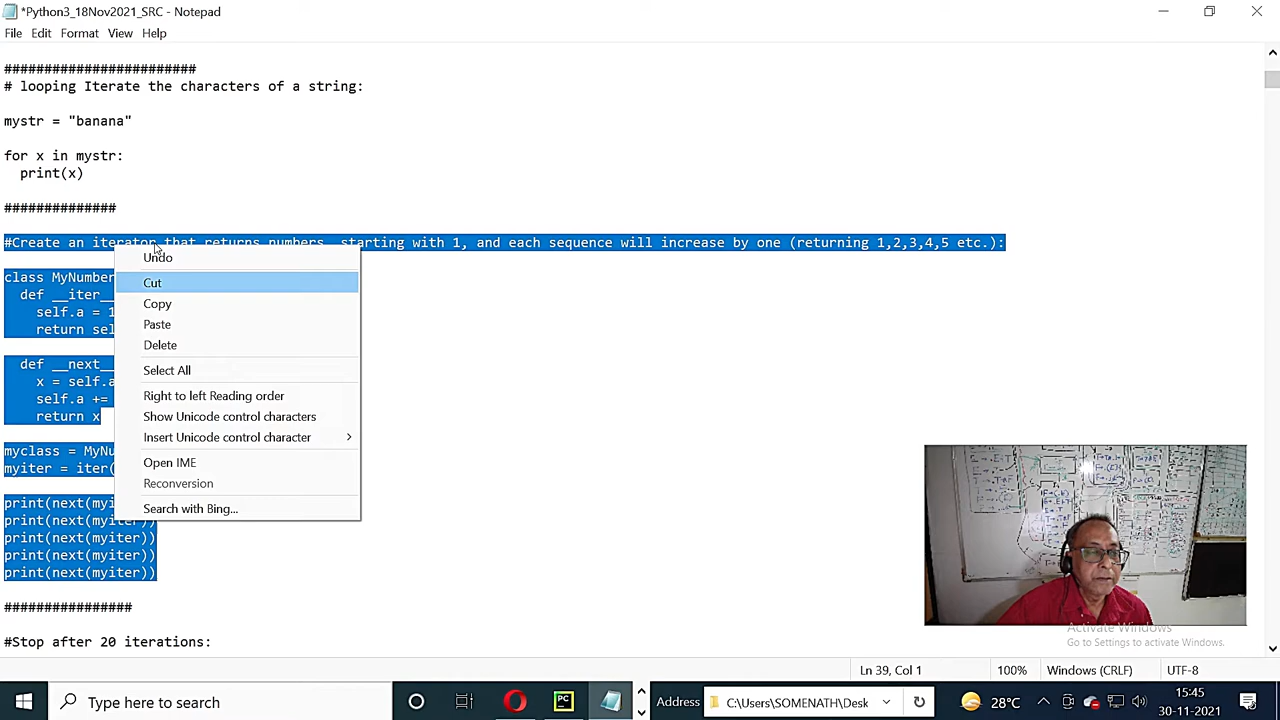 *Python3_18Nov2021_SRC - Notepad
File Edit Format View Help
########################
# looping Iterate the characters of a string:
mystr = "banana"
for x in mystr:
print(x)
##############
#Create an iterator that returns numbers, starting with 1, and each sequence will increase by one (returning 1,2,3,4,5 etc.):
class MyNumber
def __iter__
self.a = 1
return self
def __next__
x = self.a
self.a +=
return x
myclass = MyNu
myiter = iter(
print(next(myiter))
print(next(myiter))
print(next(myiter))
print(next(myiter))
print(next(myiter))
################
#Stop after 20 iterations:
Undo
Cut
Copy
Paste
Delete
Select All
Right to left Reading order
Show Unicode control characters
Insert Unicode control character
Open IME
Reconversion
Search with Bing...
Activate Windows
Go to Settings to activate Windows.
Ln 39, Col 1 100% Windows (CRLF) UTF-8
Type here to search
PC
Address C:\Users\SOMENATH\Desk
28°C
15:45
30-11-2021